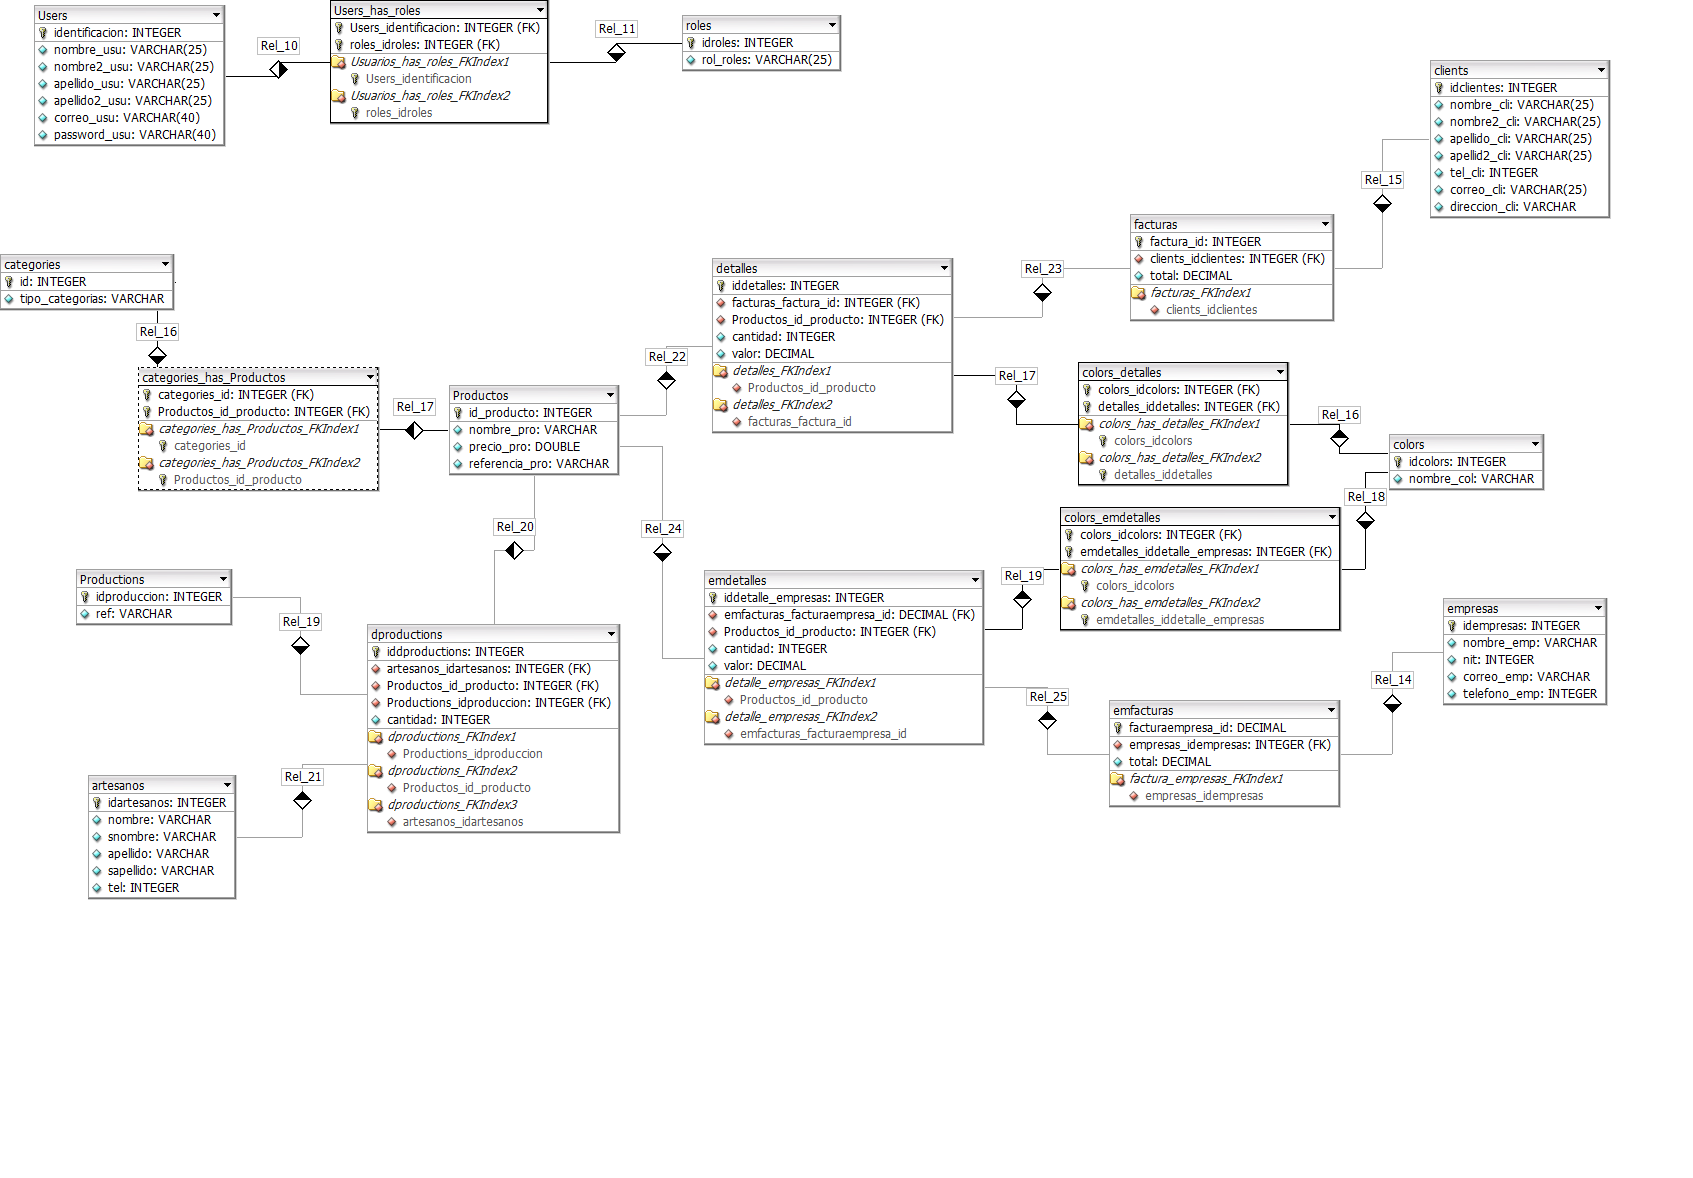 Users
identificacion: INTEGER
nombre_usu: VARCHAR(25)
nombre2_usu: VARCHAR(25)
apellido_usu: VARCHAR(25)
apellido2_usu: VARCHAR(25)
correo_usu: VARCHAR(40)
password_usu: VARCHAR(40)
Rel_10
Users_has_roles
Users_identificacion: INTEGER (FK)
roles_idroles: INTEGER (FK)
Usuarios_has_roles_FKIndex1
Users_identificacion
Usuarios_has_roles_FKIndex2
roles_idroles
Rel_11
roles
idroles: INTEGER
rol_roles: VARCHAR(25)
clients
idclientes: INTEGER
nombre_cli: VARCHAR(25)
nombre2_cli: VARCHAR(25)
apellido_cli: VARCHAR(25)
apellid2_cli: VARCHAR(25)
tel_cli: INTEGER
correo_cli: VARCHAR(25)
direccion_cli: VARCHAR
Rel_15
facturas
factura_id: INTEGER
clients_idclientes: INTEGER (FK)
total: DECIMAL
facturas_FKIndex1
clients_idclientes
Rel_23
categories
id: INTEGER
tipo_categorias: VARCHAR
Rel_16
categories_has_Productos
categories_id: INTEGER (FK)
Productos_id_producto: INTEGER (FK)
categories_has_Productos_FKIndex1
categories_id
categories_has_Productos_FKIndex2
Productos_id_producto
Rel_17
Productos
id_producto: INTEGER
nombre_pro: VARCHAR
precio_pro: DOUBLE
referencia_pro: VARCHAR
Rel_22
detalles
iddetalles: INTEGER
facturas_factura_id: INTEGER (FK)
Productos_id_producto: INTEGER (FK)
cantidad: INTEGER
valor: DECIMAL
detalles_FKIndex1
Productos_id_producto
detalles_FKIndex2
facturas_factura_id
Rel_17
colors_detalles
colors_idcolors: INTEGER (FK)
detalles_iddetalles: INTEGER (FK)
colors_has_detalles_FKIndex1
colors_idcolors
colors_has_detalles_FKIndex2
detalles_iddetalles
Rel_16
colors
idcolors: INTEGER
nombre_col: VARCHAR
Rel_18
colors_emdetalles
colors_idcolors: INTEGER (FK)
emdetalles_iddetalle_empresas: INTEGER (FK)
colors_has_emdetalles_FKIndex1
colors_idcolors
colors_has_emdetalles_FKIndex2
emdetalles_iddetalle_empresas
Rel_19
Rel_20
Rel_24
Productions
idproduccion: INTEGER
ref: VARCHAR
Rel_19
dproductions
iddproductions: INTEGER
artesanos_idartesanos: INTEGER (FK)
Productos_id_producto: INTEGER (FK)
Productions_idproduccion: INTEGER (FK)
cantidad: INTEGER
dproductions_FKIndex1
Productions_idproduccion
dproductions_FKIndex2
Productos_id_producto
dproductions_FKIndex3
artesanos_idartesanos
emdetalles
iddetalle_empresas: INTEGER
emfacturas_facturaempresa_id: DECIMAL (FK)
Productos_id_producto: INTEGER (FK)
cantidad: INTEGER
valor: DECIMAL
detalle_empresas_FKIndex1
Productos_id_producto
detalle_empresas_FKIndex2
emfacturas_facturaempresa_id
empresas
idempresas: INTEGER
nombre_emp: VARCHAR
nit: INTEGER
correo_emp: VARCHAR
telefono_emp: INTEGER
Rel_14
Rel_25
emfacturas
facturaempresa_id: DECIMAL
empresas_idempresas: INTEGER (FK)
total: DECIMAL
factura_empresas_FKIndex1
empresas_idempresas
Rel_21
artesanos
idartesanos: INTEGER
nombre: VARCHAR
snombre: VARCHAR
apellido: VARCHAR
sapellido: VARCHAR
tel: INTEGER